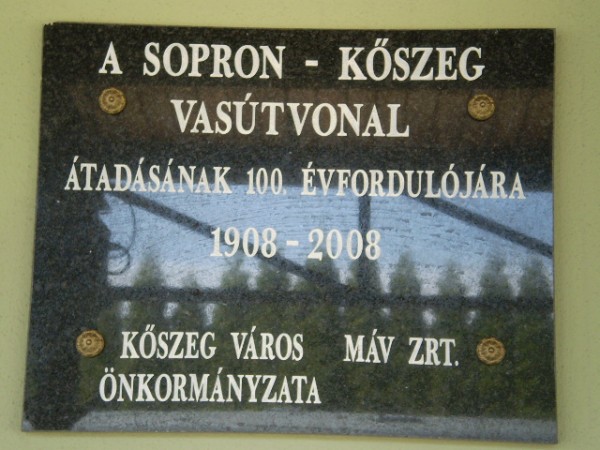 A SOPRON - KŐSZEG
VASÚTVONAL
ÁTADÁSÁNAK 100. ÉVFORDULÓJÁRA
1908 - 2008
KŐSZEG VÁROS MÁV ZRT.
ÖNKORMÁNYZATA